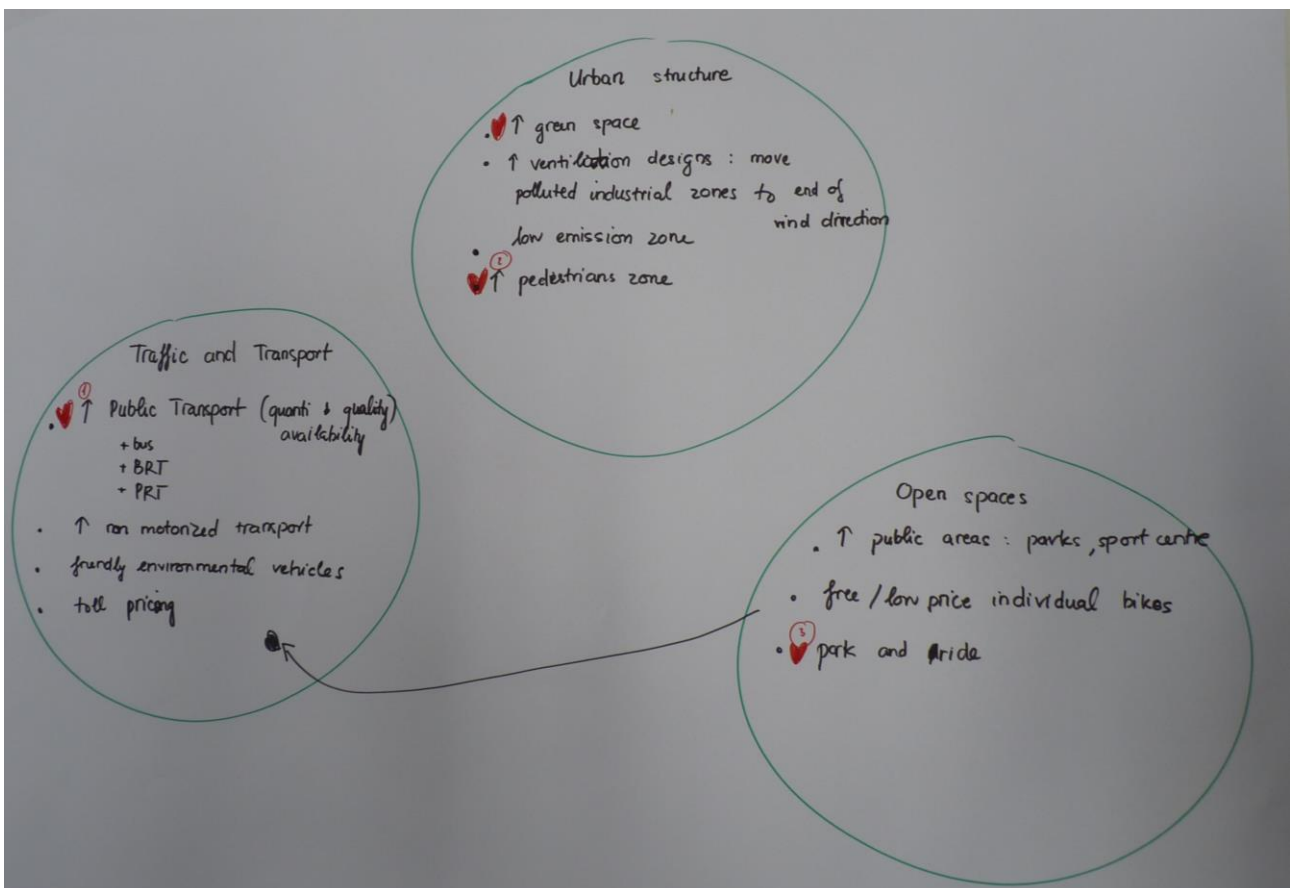 Urban structure
• ↑ green space
• ↑ ventilation designs : move
polluted industrial zones to end of
wind direction
• low emission zone
• ② ↑ pedestrians zone
Traffic and Transport
• ① ↑ Public Transport (quanti & quality)
availability
+ bus
+ BRT
+ PRT
• ↑ non motorized transport
• friendly environmental vehicles
• toll pricing
Open spaces
• ↑ public areas : parks, sport centre
• free / low price individual bikes
• ③ park and ride